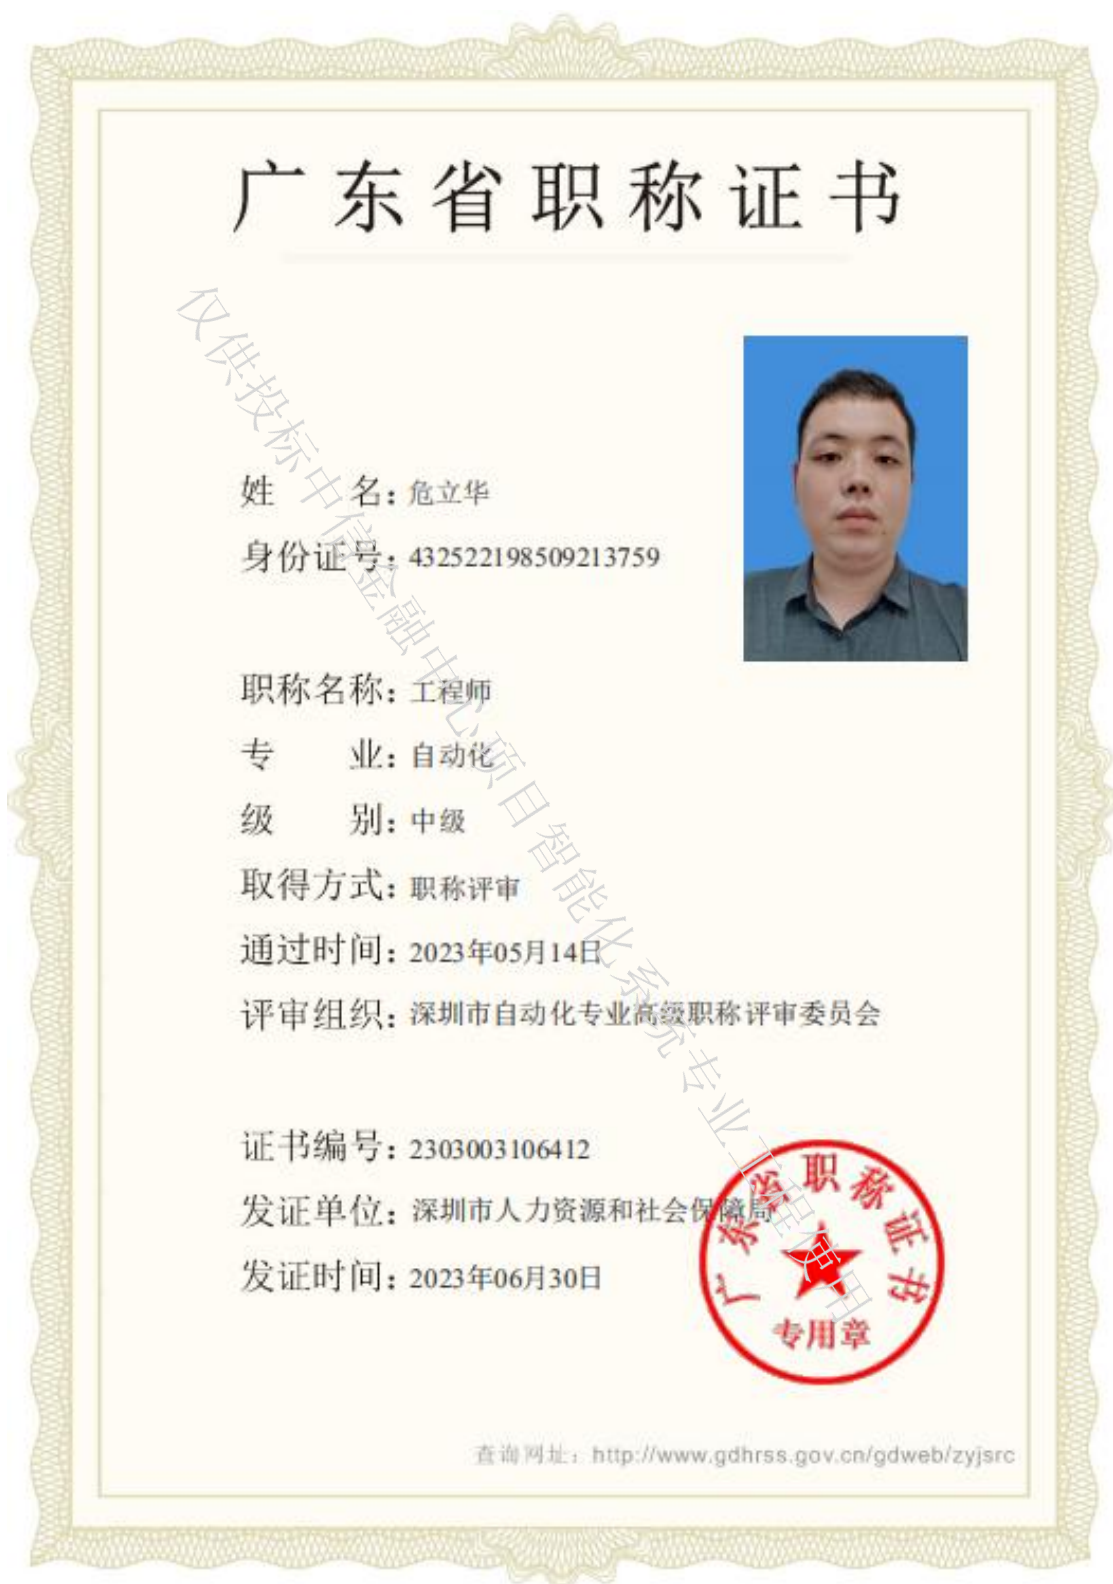 广东省职称证书
仅供投标中信金融中心项目智能化系统专业工程使用
姓 名：危立华
身份证号：432522198509213759
职称名称：工程师
专 业：自动化
级 别：中级
取得方式：职称评审
通过时间：2023年05月14日
评审组织：深圳市自动化专业高级职称评审委员会
证书编号：2303003106412
发证单位：深圳市人力资源和社会保障局
发证时间：2023年06月30日
广东省职称证书
专用章
查询网址：http://www.gdhrss.gov.cn/gdweb/zyjsrc